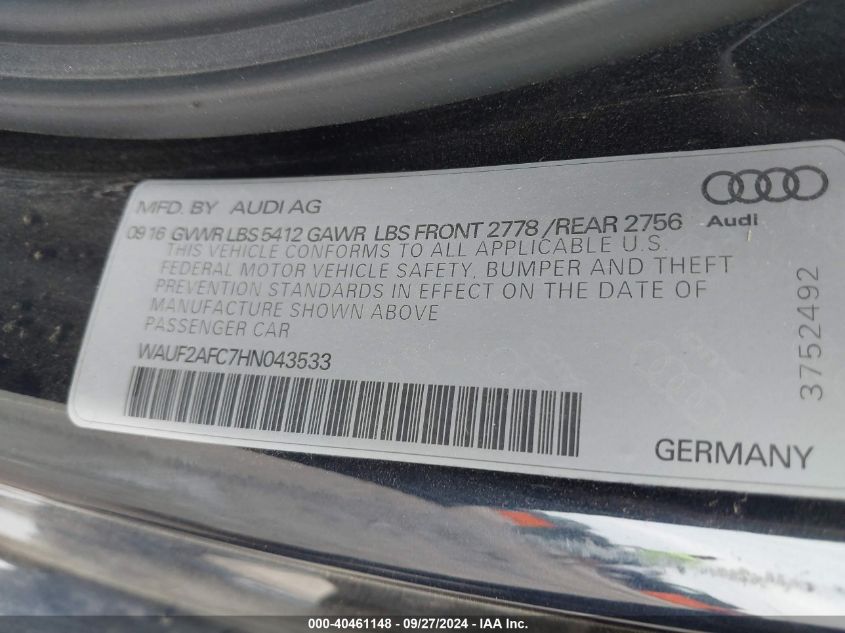 MFD. BY AUDI AG
09 16 GVWR LBS 5412 GAWR LBS FRONT 2778 / REAR 2756
THIS VEHICLE CONFORMS TO ALL APPLICABLE U.S.
FEDERAL MOTOR VEHICLE SAFETY, BUMPER AND THEFT
PREVENTION STANDARDS IN EFFECT ON THE DATE OF
MANUFACTURE SHOWN ABOVE
PASSENGER CAR
WAUF2AFC7HN043533
Audi
3752492
GERMANY
000-40461148 - 09/27/2024 - IAA Inc.